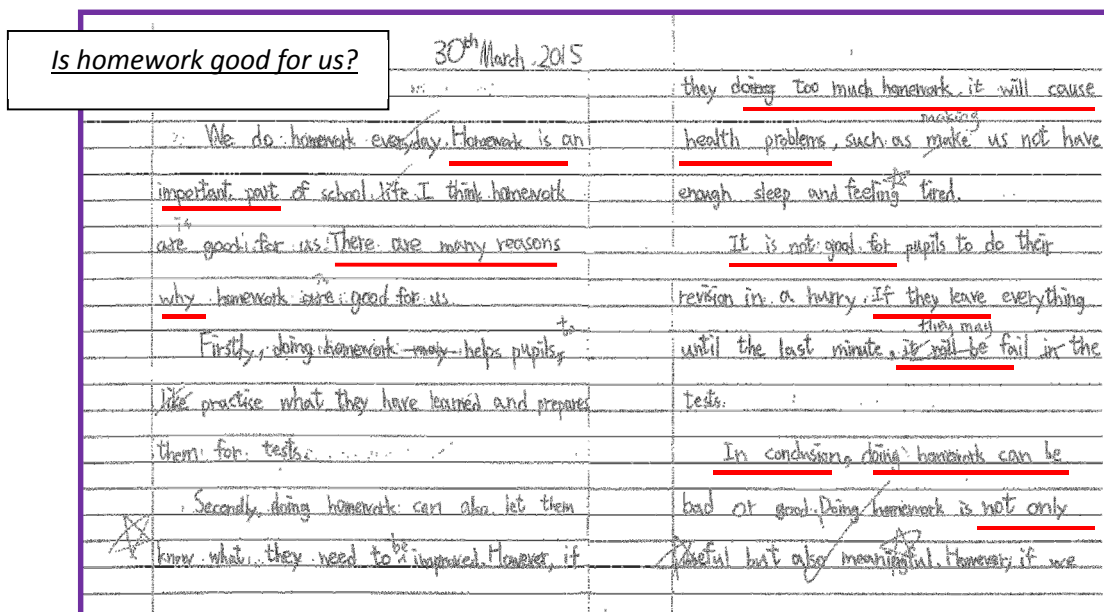 Is homework good for us?
30th March, 2015
We do homework everyday. Homework is an
important part of school life. I think homework
is
are good for us. There are many reasons
why homework are good for us.
to
Firstly, doing homework may helps pupils,
like practise what they have learned and prepares
them for tests.
Secondly, doing homework can also let them
be
know what they need to improved. However, if
they doing too much homework, it will cause
making
health problems, such as make us not have
enough sleep and feeling tired.
It is not good for pupils to do their
revision in a hurry. If they leave everything
they may
until the last minute, it will be fail in the
tests.
In conclusion, doing homework can be
bad or good. Doing homework is not only
useful but also meaningful. However, if we